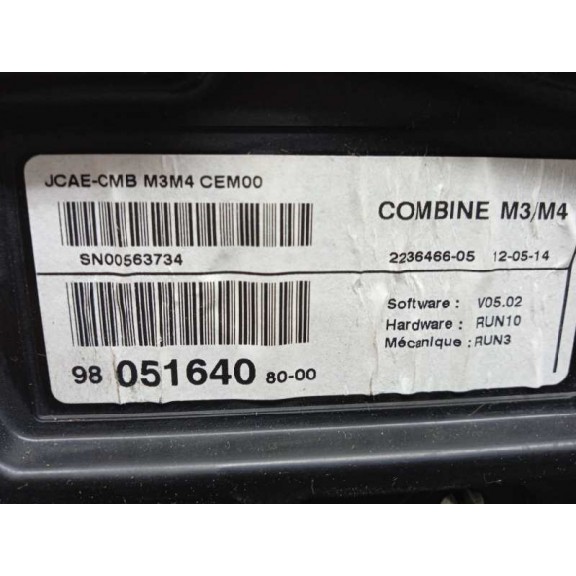 JCAE-CMB M3M4 CEM00
SN00563734
COMBINE M3/M4
2236466-05 12-05-14
Software : V05.02
Hardware : RUN10
Mécanique : RUN3
98 051640 80-00